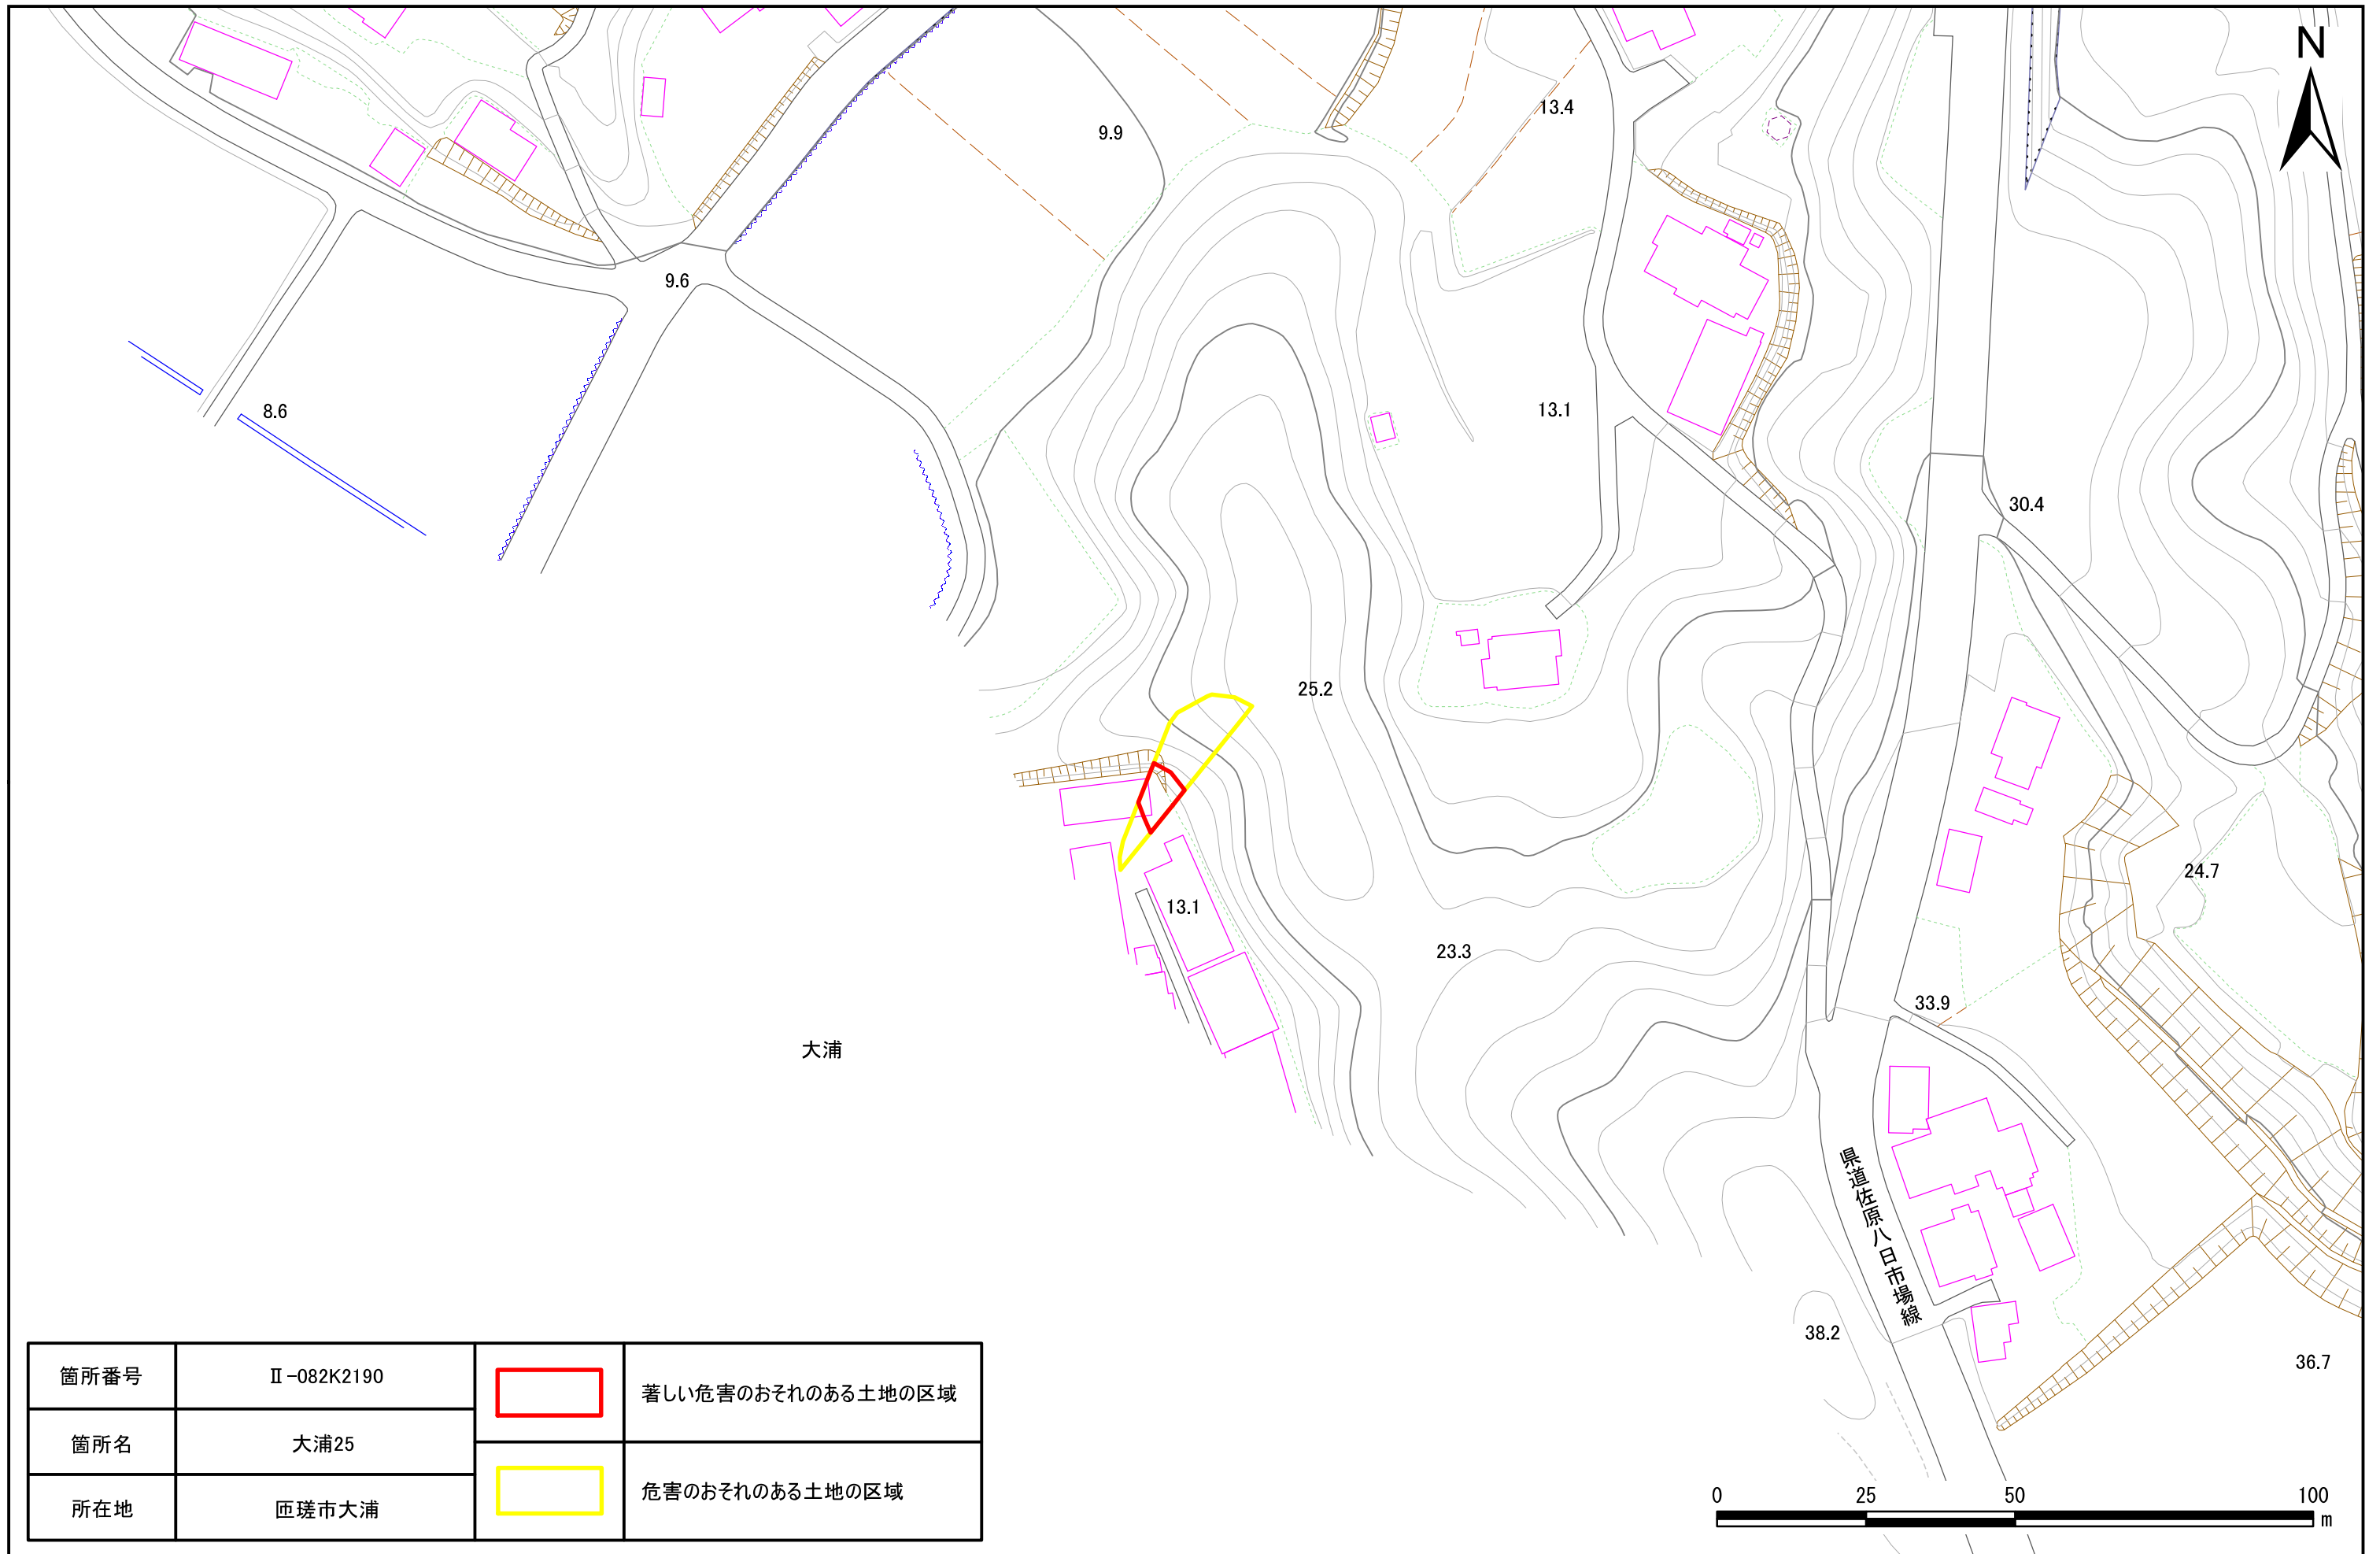 N
13.4
9.9
9.6
8.6
13.1
30.4
25.2
24.7
13.1
23.3
33.9
大浦
県道佐原八日市場線
38.2
36.7
箇所番号 Ⅱ-082K2190
箇所名 大浦25
所在地 匝瑳市大浦
著しい危害のおそれのある土地の区域
危害のおそれのある土地の区域
0 25 50 100
m